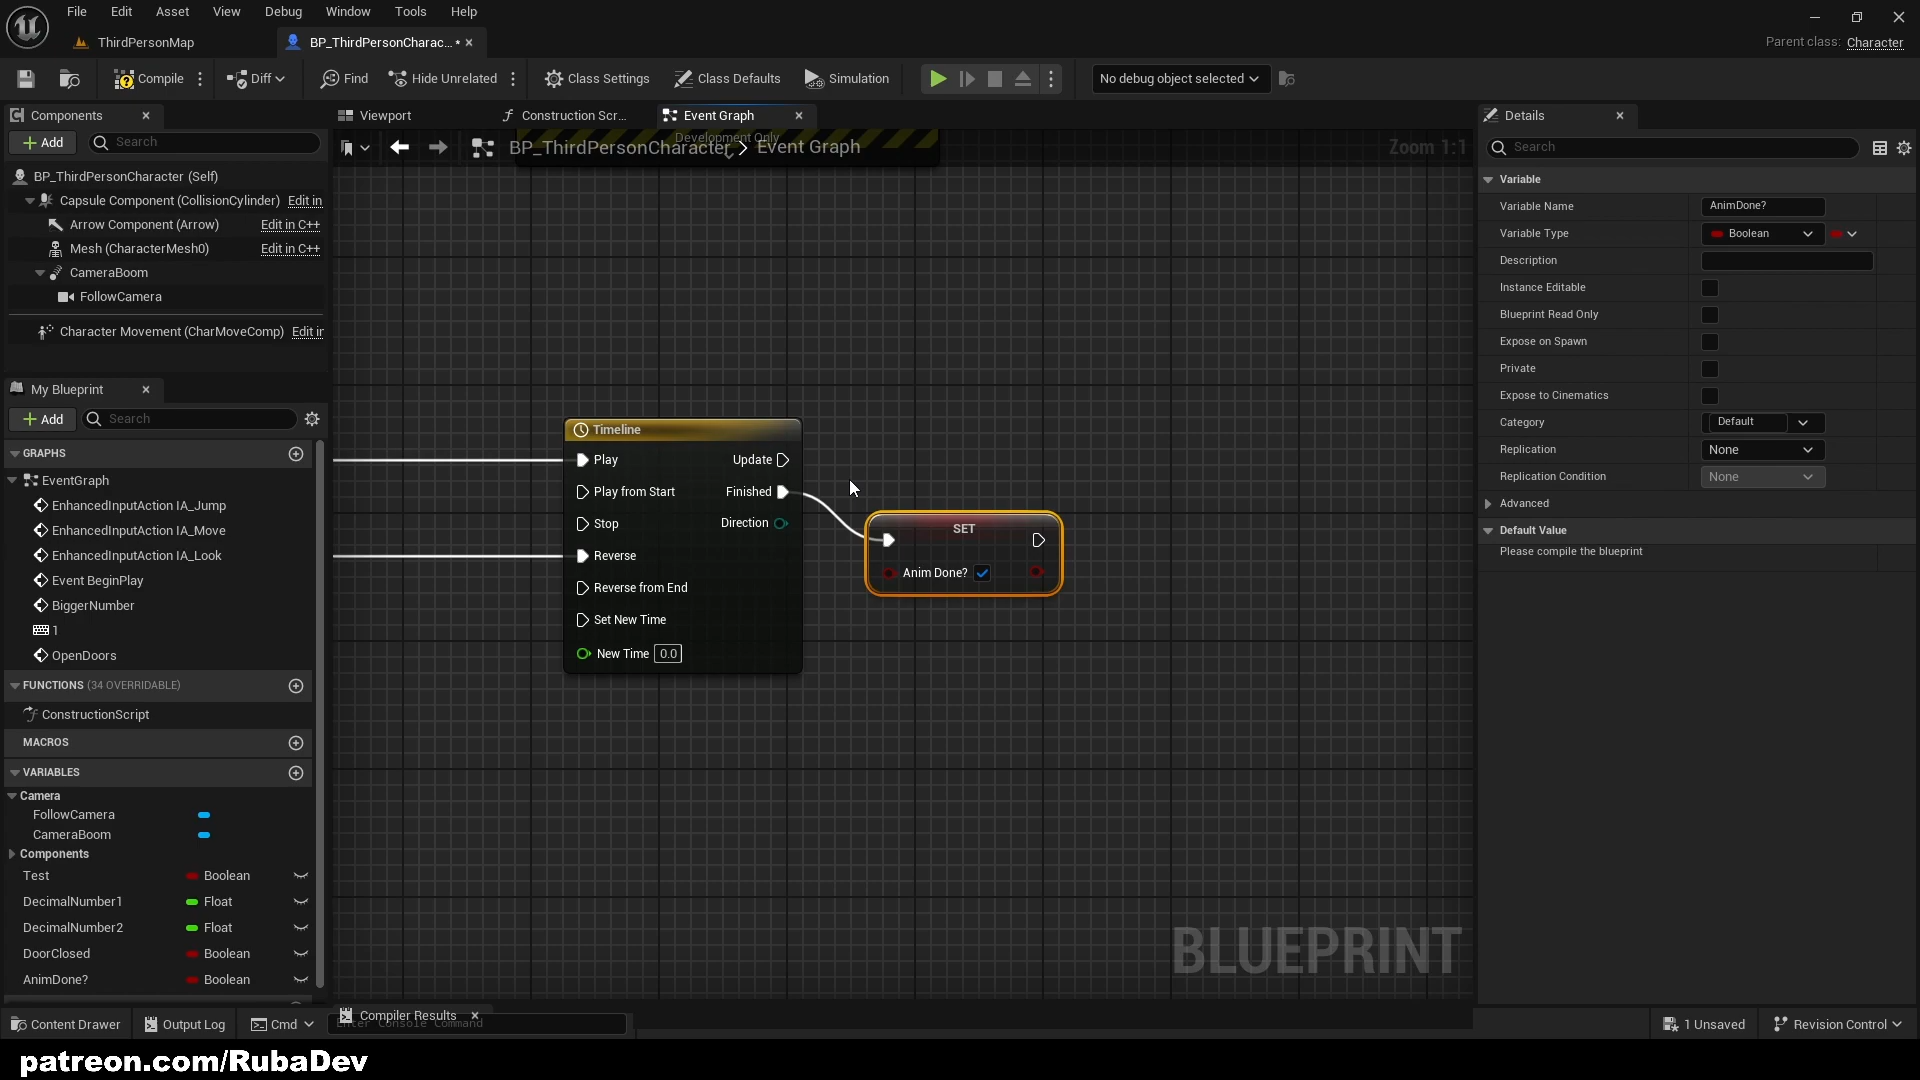 File Edit Asset View Debug Window Tools Help
ThirdPersonMap
BP_ThirdPersonCharac... *
Parent class: Character
Compile
Diff
Find
Hide Unrelated
Class Settings
Class Defaults
Simulation
No debug object selected
Components
Add
Search
BP_ThirdPersonCharacter (Self)
Capsule Component (CollisionCylinder) Edit in
Arrow Component (Arrow) Edit in C++
Mesh (CharacterMesh0) Edit in C++
CameraBoom
FollowCamera
Character Movement (CharMoveComp) Edit in
My Blueprint
Add
Search
GRAPHS
EventGraph
EnhancedInputAction IA_Jump
EnhancedInputAction IA_Move
EnhancedInputAction IA_Look
Event BeginPlay
BiggerNumber
1
OpenDoors
FUNCTIONS (34 OVERRIDABLE)
ConstructionScript
MACROS
VARIABLES
Camera
FollowCamera
CameraBoom
Components
Test Boolean
DecimalNumber1 Float
DecimalNumber2 Float
DoorClosed Boolean
AnimDone? Boolean
Viewport
Construction Scr...
Event Graph
Development Only
BP_ThirdPersonCharacter > Event Graph
Zoom 1:1
Timeline
Play Update
Play from Start Finished
Stop Direction
Reverse
Reverse from End
Set New Time
New Time 0.0
SET
Anim Done?
BLUEPRINT
Details
Search
Variable
Variable Name AnimDone?
Variable Type Boolean
Description
Instance Editable
Blueprint Read Only
Expose on Spawn
Private
Expose to Cinematics
Category Default
Replication None
Replication Condition None
Advanced
Default Value
Please compile the blueprint
Compiler Results
Content Drawer
Output Log
Cmd
Enter Console Command
1 Unsaved
Revision Control
patreon.com/RubaDev